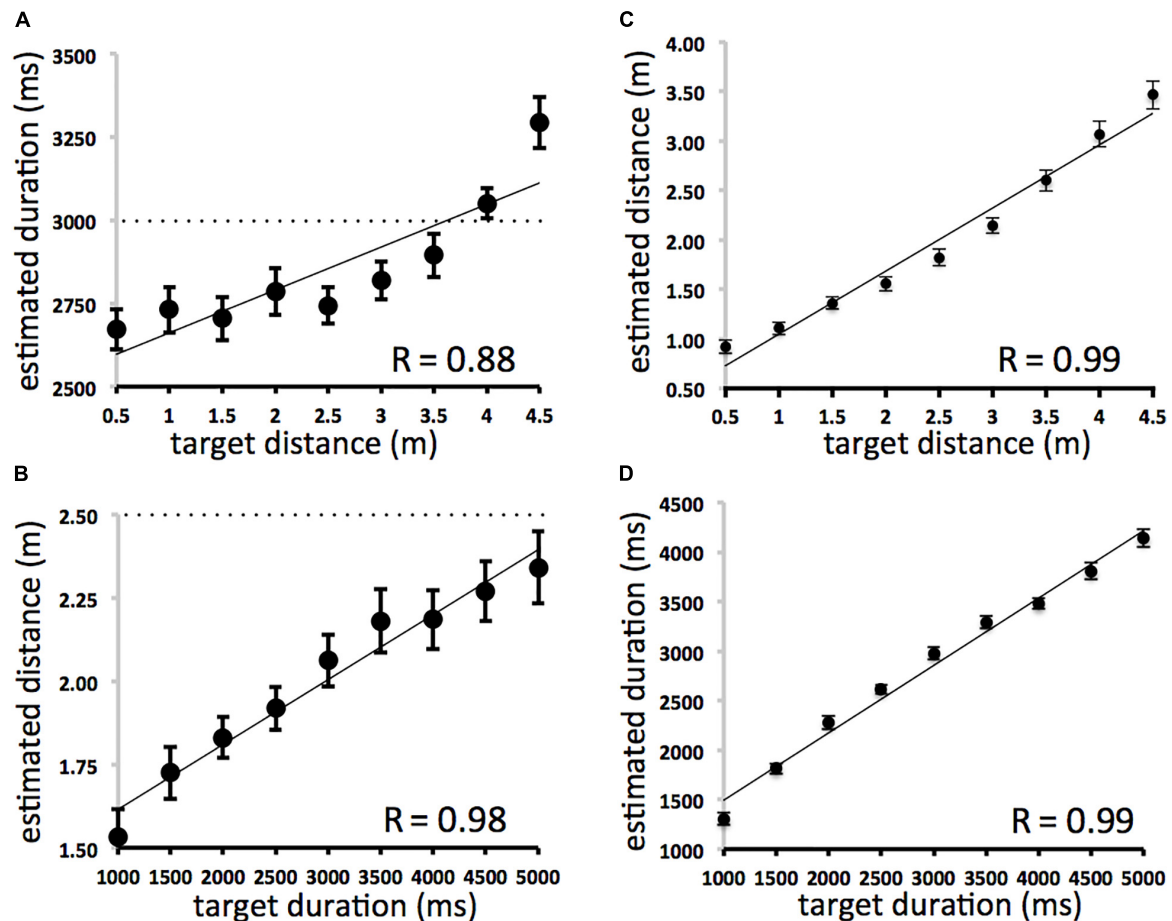 A
estimated duration (ms)
3500
3250
3000
2750
2500
R = 0.88
0.5 1 1.5 2 2.5 3 3.5 4 4.5
target distance (m)
C
estimated distance (m)
4.00
3.50
3.00
2.50
2.00
1.50
1.00
0.50
R = 0.99
0.5 1 1.5 2 2.5 3 3.5 4 4.5
target distance (m)
B
estimated distance (m)
2.50
2.25
2.00
1.75
1.50
R = 0.98
1000 1500 2000 2500 3000 3500 4000 4500 5000
target duration (ms)
D
estimated duration (ms)
4500
4000
3500
3000
2500
2000
1500
1000
R = 0.99
1000 1500 2000 2500 3000 3500 4000 4500 5000
target duration (ms)